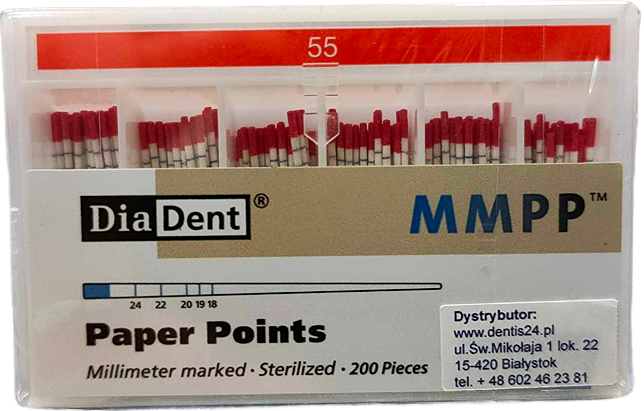 55
DiaDent®
MMPP™
24 22 20 19 18
Paper Points
Millimeter marked · Sterilized · 200 Pieces
Dystrybutor:
www.dentis24.pl
ul.Św.Mikołaja 1 lok. 22
15-420 Białystok
tel. + 48 602 46 23 81